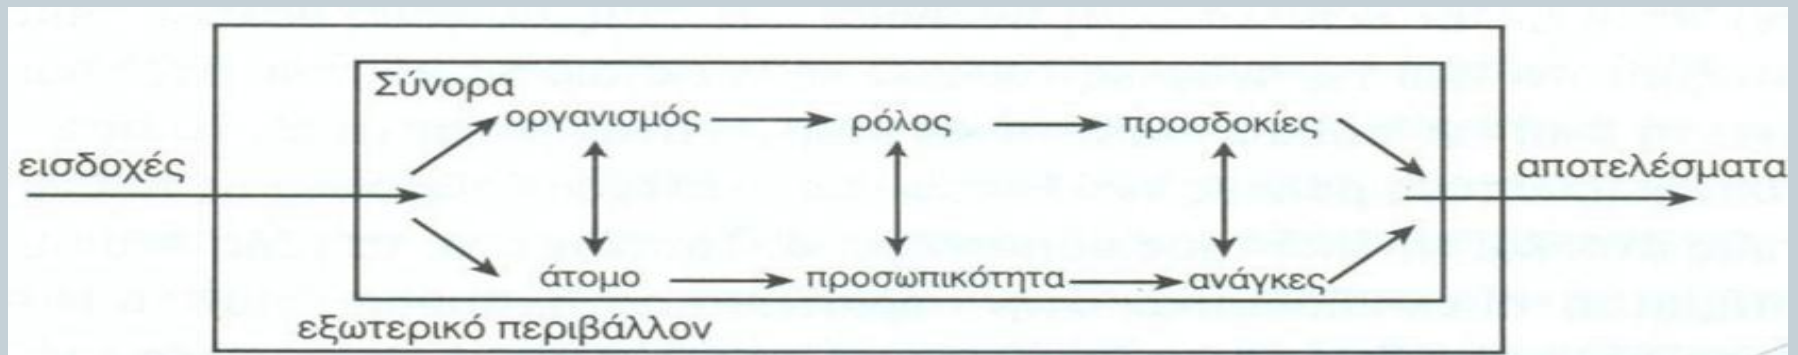 Σύνορα
οργανισμός ρόλος προσδοκίες
εισδοχές αποτελέσματα
άτομο προσωπικότητα ανάγκες
εξωτερικό περιβάλλον